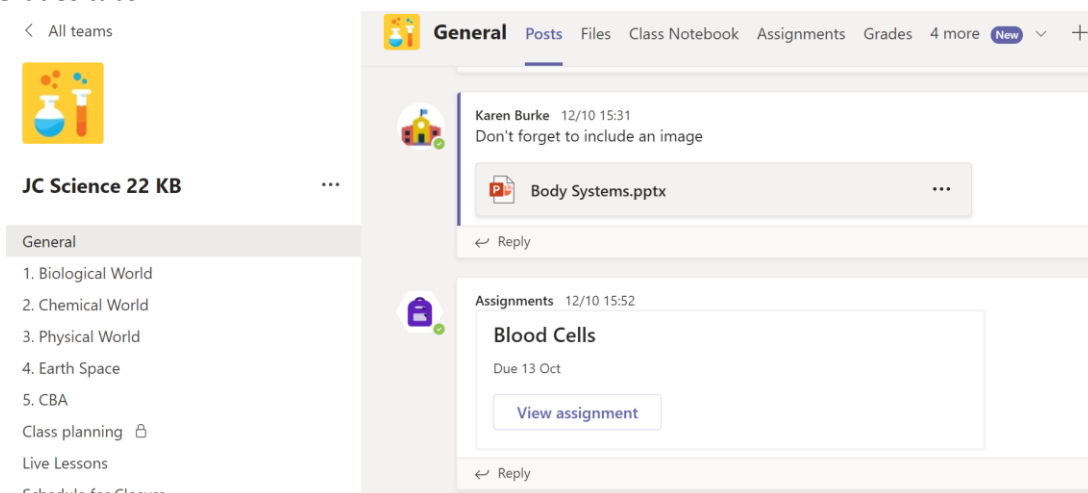 All teams
JC Science 22 KB
General
1. Biological World
2. Chemical World
3. Physical World
4. Earth Space
5. CBA
Class planning
Live Lessons
Schedule for Closure
General Posts Files Class Notebook Assignments Grades 4 more New
Karen Burke 12/10 15:31
Don't forget to include an image
Body Systems.pptx
Reply
Assignments 12/10 15:52
Blood Cells
Due 13 Oct
View assignment
Reply